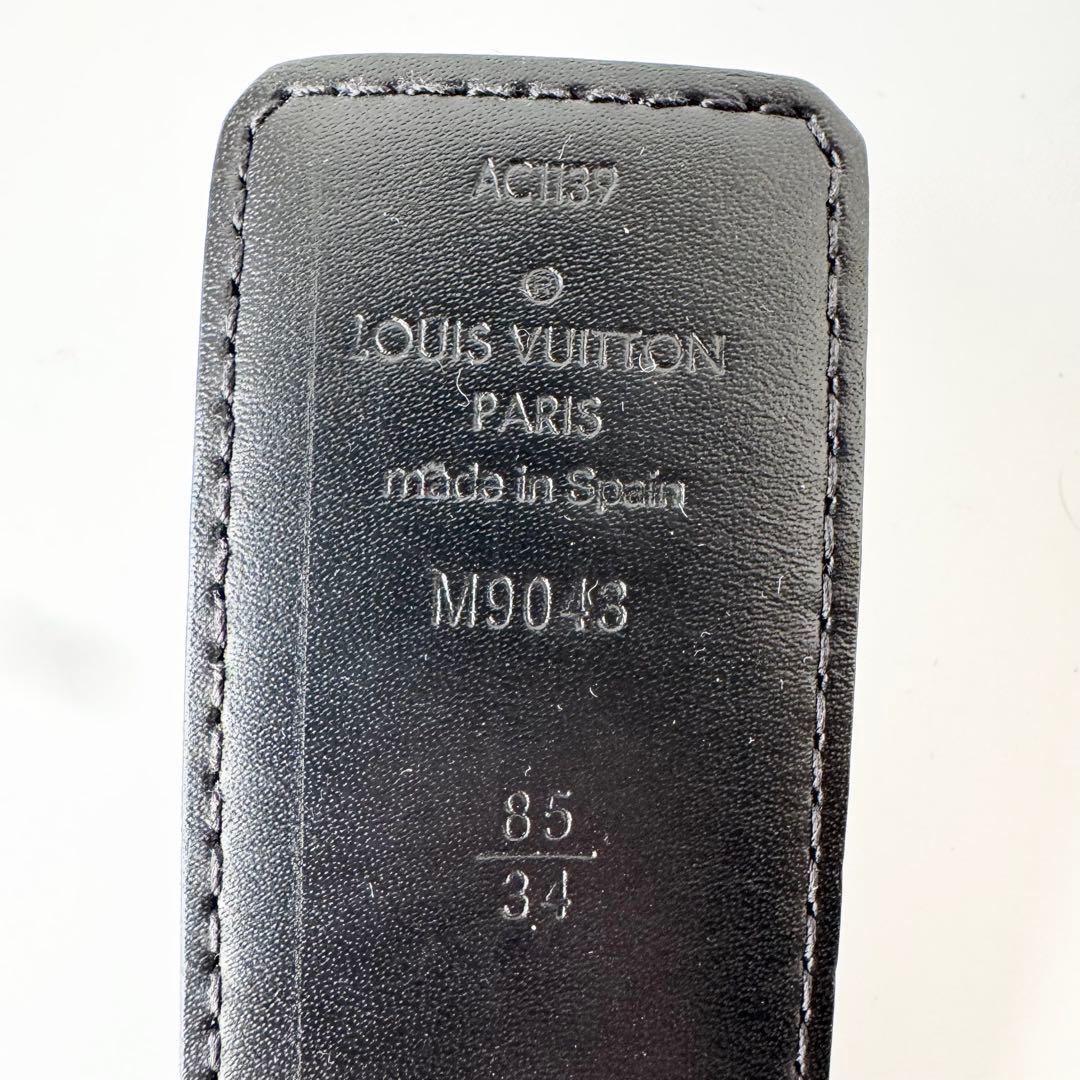 AC1139
®
LOUIS VUITTON
PARIS
made in Spain
M9043
85
34